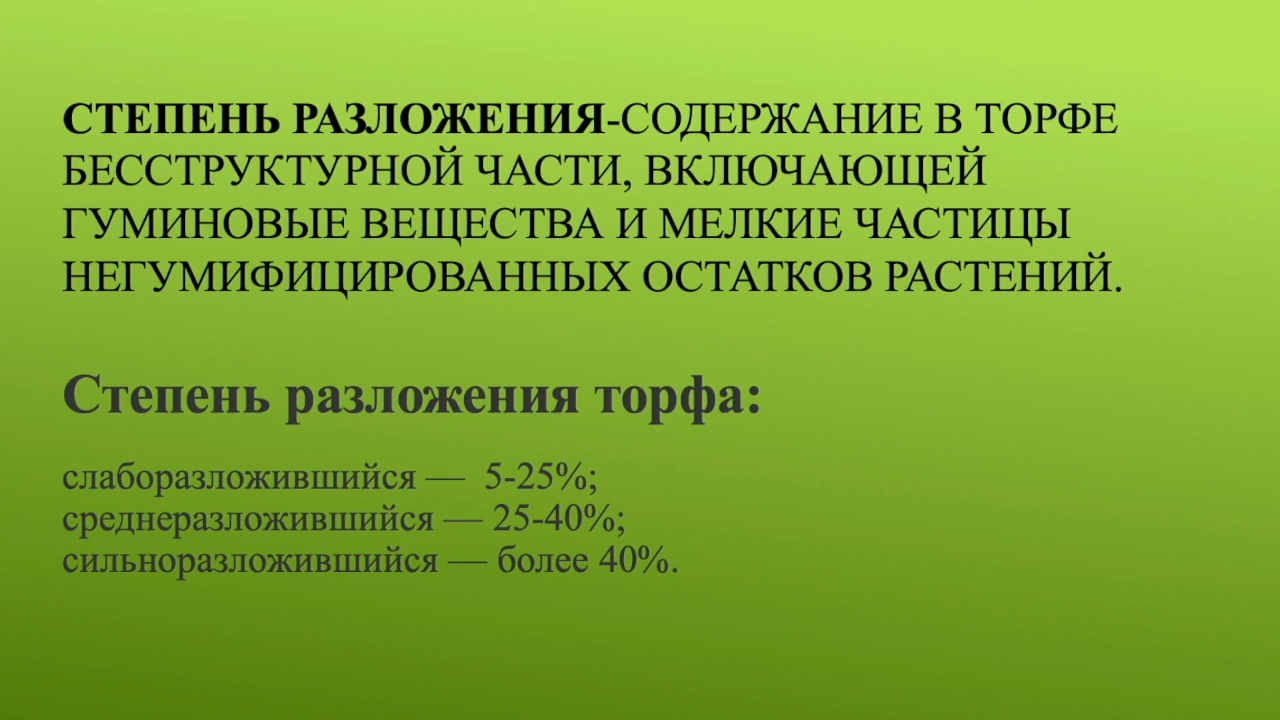 СТЕПЕНЬ РАЗЛОЖЕНИЯ-СОДЕРЖАНИЕ В ТОРФЕ
БЕССТРУКТУРНОЙ ЧАСТИ, ВКЛЮЧАЮЩЕЙ
ГУМИНОВЫЕ ВЕЩЕСТВА И МЕЛКИЕ ЧАСТИЦЫ
НЕГУМИФИЦИРОВАННЫХ ОСТАТКОВ РАСТЕНИЙ.
Степень разложения торфа:
слаборазложившийся — 5-25%;
среднеразложившийся — 25-40%;
сильноразложившийся — более 40%.